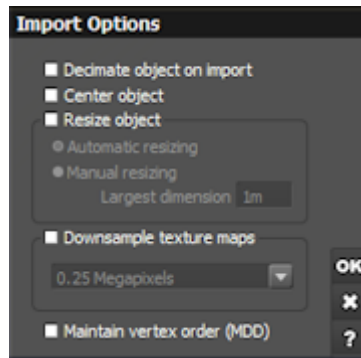 Import Options
Decimate object on import
Center object
Resize object
Automatic resizing
Manual resizing
Largest dimension 1m
Downsample texture maps
0.25 Megapixels
OK
Maintain vertex order (MDD)
?